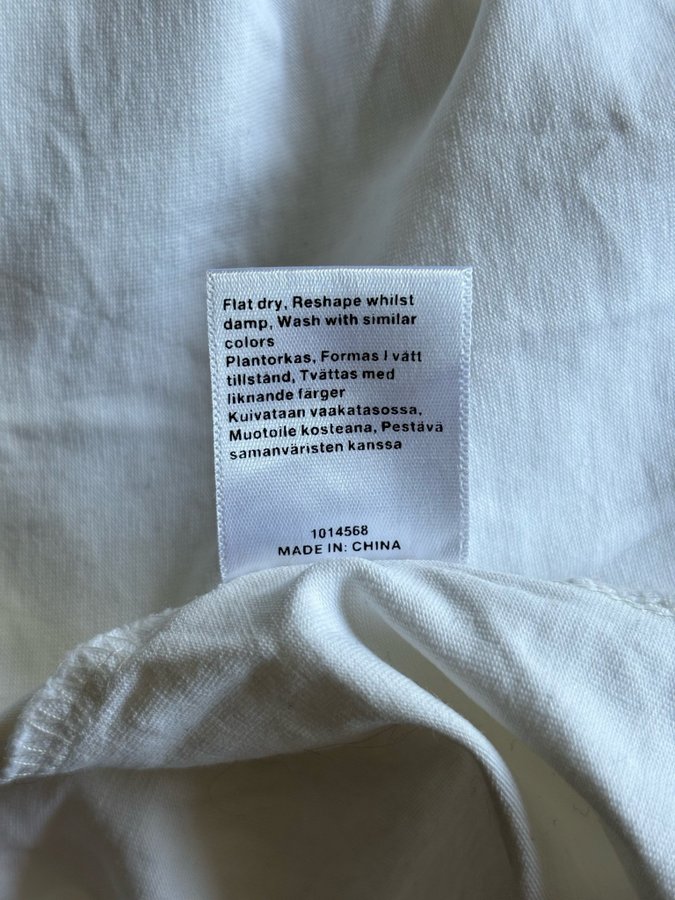 Flat dry, Reshape whilst
damp, Wash with similar
colors
Plantorkas, Formas I vått
tillstånd, Tvättas med
liknande färger
Kuivataan vaakatasossa,
Muotoile kosteana, Pestävä
samanväristen kanssa
1014568
MADE IN: CHINA